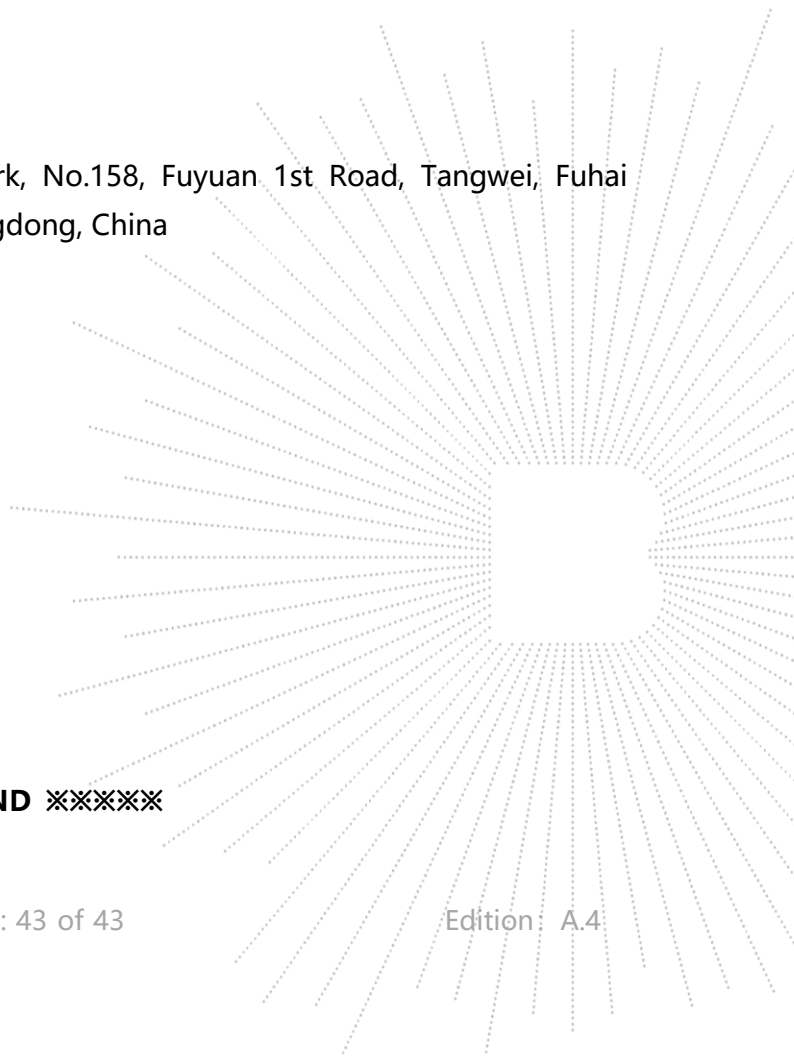 rk, No.158, Fuyuan 1st Road, Tangwei, Fuhai
gdong, China
ND ※※※※※
: 43 of 43 Edition: A.4